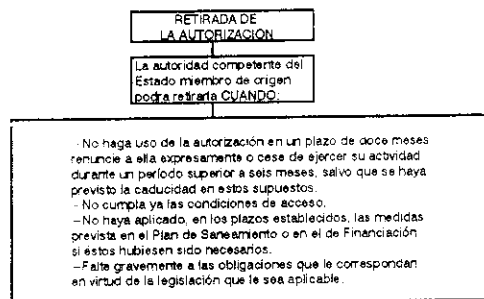 RETIRADA DE
LA AUTORIZACION
La autoridad competente del
Estado miembro de origen
podra retirarla CUANDO:
- No haga uso de la autorización en un plazo de doce meses
renuncie a ella expresamente o cese de ejercer su actividad
durante un período superior a seis meses, salvo que se haya
previsto la caducidad en estos supuestos.
- No cumpla ya las condiciones de acceso.
- No haya aplicado, en los plazos establecidos, las medidas
prevista en el Plan de Saneamiento o en el de Financiación
si éstos hubiesen sido necesarios.
- Falte gravemente a las obligaciones que le correspondan
en virtud de la legislación que le sea aplicable.